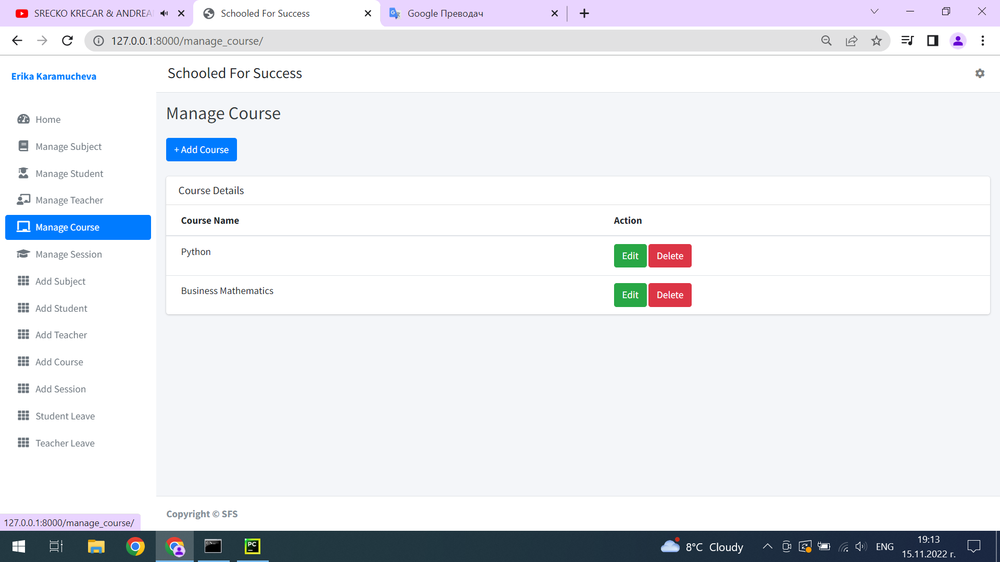 SRECKO KRECAR & ANDREA
Schooled For Success
Google Преводач
127.0.0.1:8000/manage_course/
Erika Karamucheva
Schooled For Success
Home
Manage Subject
Manage Student
Manage Teacher
Manage Course
Manage Session
Add Subject
Add Student
Add Teacher
Add Course
Add Session
Student Leave
Teacher Leave
Manage Course
+ Add Course
Course Details
Course Name Action
Python Edit Delete
Business Mathematics Edit Delete
Copyright © SFS
127.0.0.1:8000/manage_course/
PC
8°C Cloudy
ENG
19:13
15.11.2022 г.